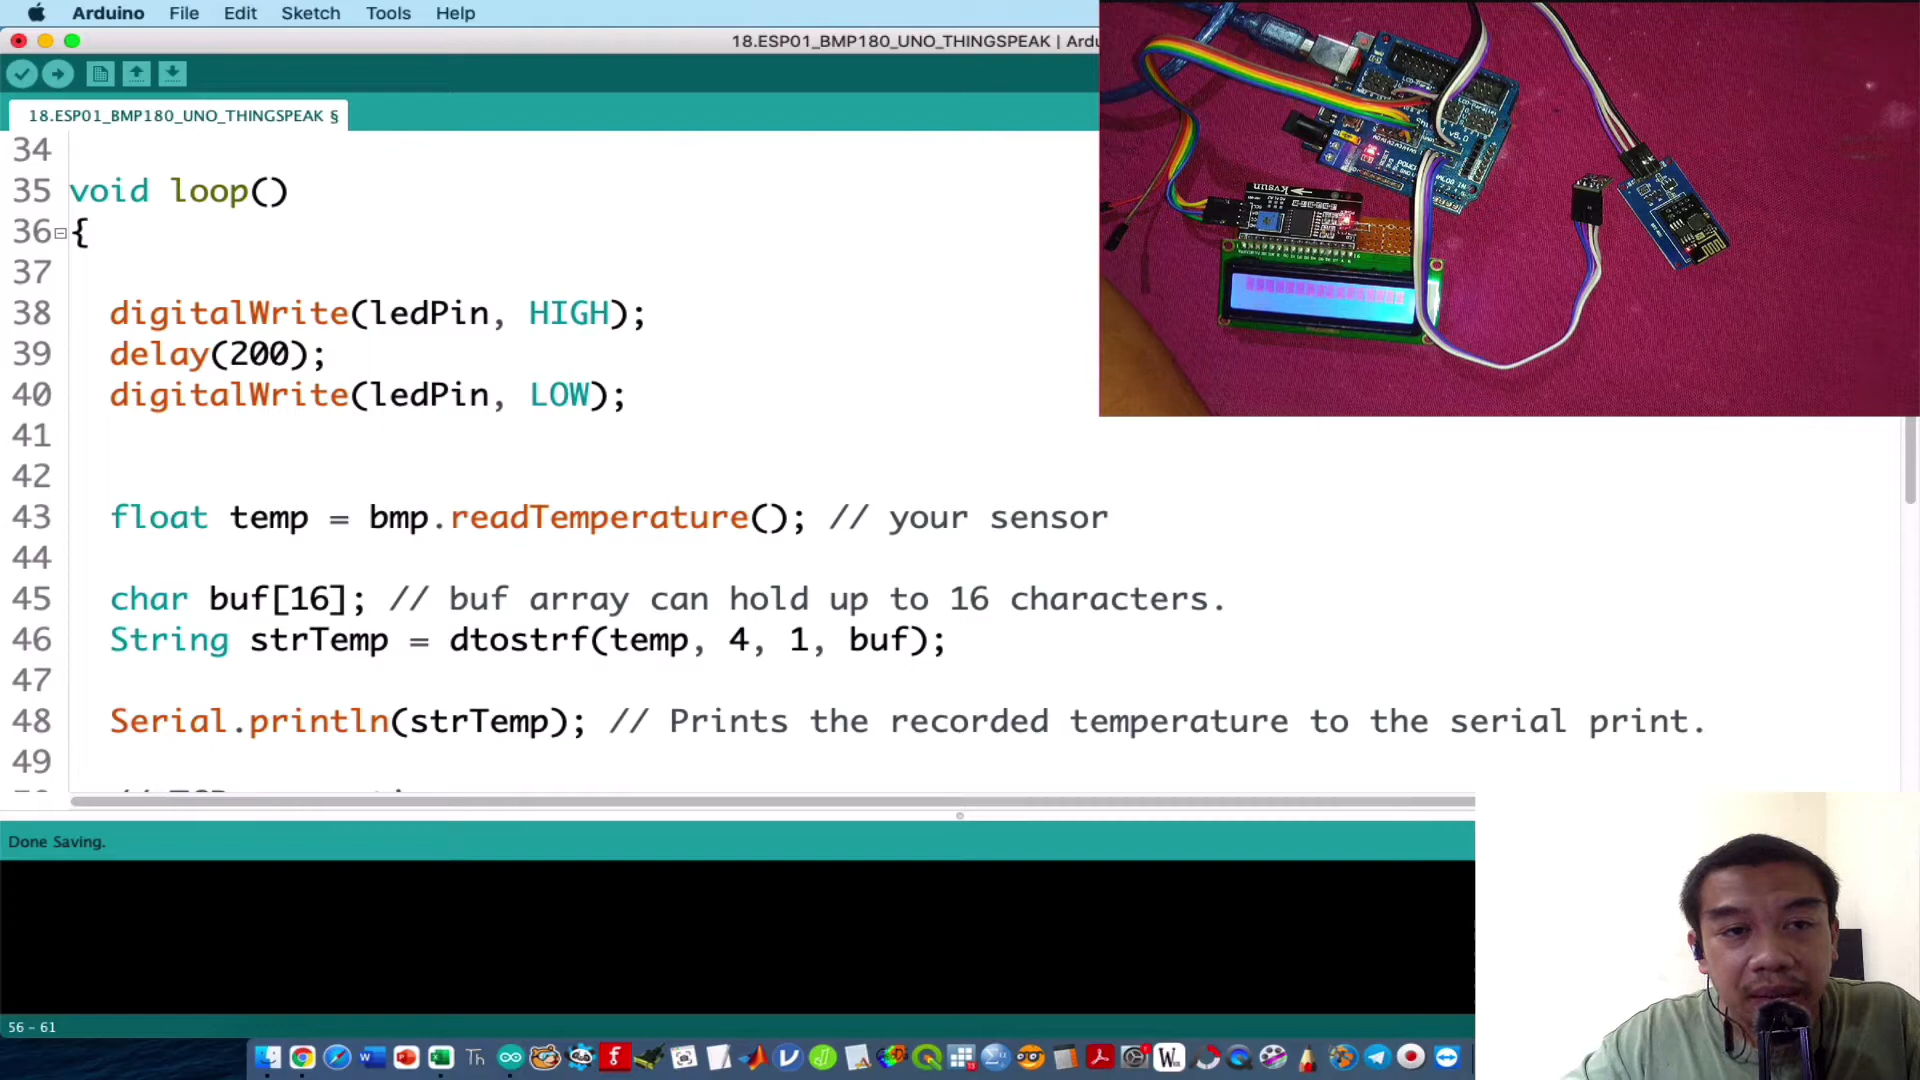 Arduino File Edit Sketch Tools Help
18.ESP01_BMP180_UNO_THINGSPEAK | Ardu
18.ESP01_BMP180_UNO_THINGSPEAK §
34
35 void loop()
36 {
37
38 digitalWrite(ledPin, HIGH);
39 delay(200);
40 digitalWrite(ledPin, LOW);
41
42
43 float temp = bmp.readTemperature(); // your sensor
44
45 char buf[16]; // buf array can hold up to 16 characters.
46 String strTemp = dtostrf(temp, 4, 1, buf);
47
48 Serial.println(strTemp); // Prints the recorded temperature to the serial print.
49
kvsun
Done Saving.
56 - 61
Th